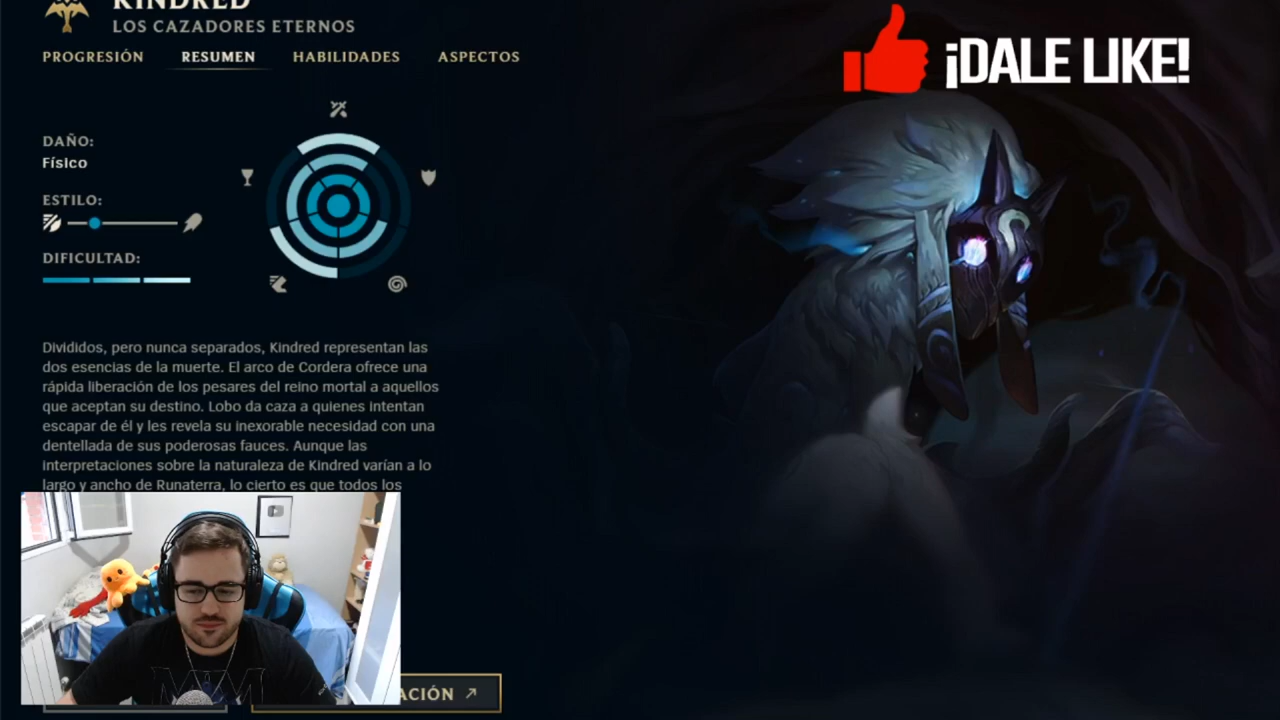 KINDRED
LOS CAZADORES ETERNOS
PROGRESIÓN RESUMEN HABILIDADES ASPECTOS
¡DALE LIKE!
DAÑO:
Físico
ESTILO:
DIFICULTAD:
Divididos, pero nunca separados, Kindred representan las
dos esencias de la muerte. El arco de Cordera ofrece una
rápida liberación de los pesares del reino mortal a aquellos
que aceptan su destino. Lobo da caza a quienes intentan
escapar de él y les revela su inexorable necesidad con una
dentellada de sus poderosas fauces. Aunque las
interpretaciones sobre la naturaleza de Kindred varían a lo
largo y ancho de Runaterra, lo cierto es que todos los
ACIÓN